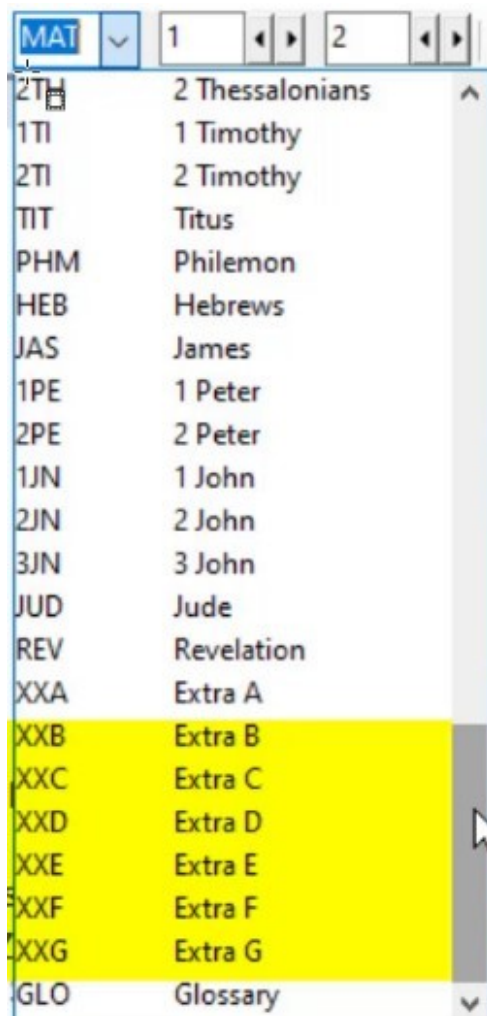 MAT 1 2
2TH 2 Thessalonians
1TI 1 Timothy
2TI 2 Timothy
TIT Titus
PHM Philemon
HEB Hebrews
JAS James
1PE 1 Peter
2PE 2 Peter
1JN 1 John
2JN 2 John
3JN 3 John
JUD Jude
REV Revelation
XXA Extra A
XXB Extra B
XXC Extra C
XXD Extra D
XXE Extra E
XXF Extra F
XXG Extra G
GLO Glossary